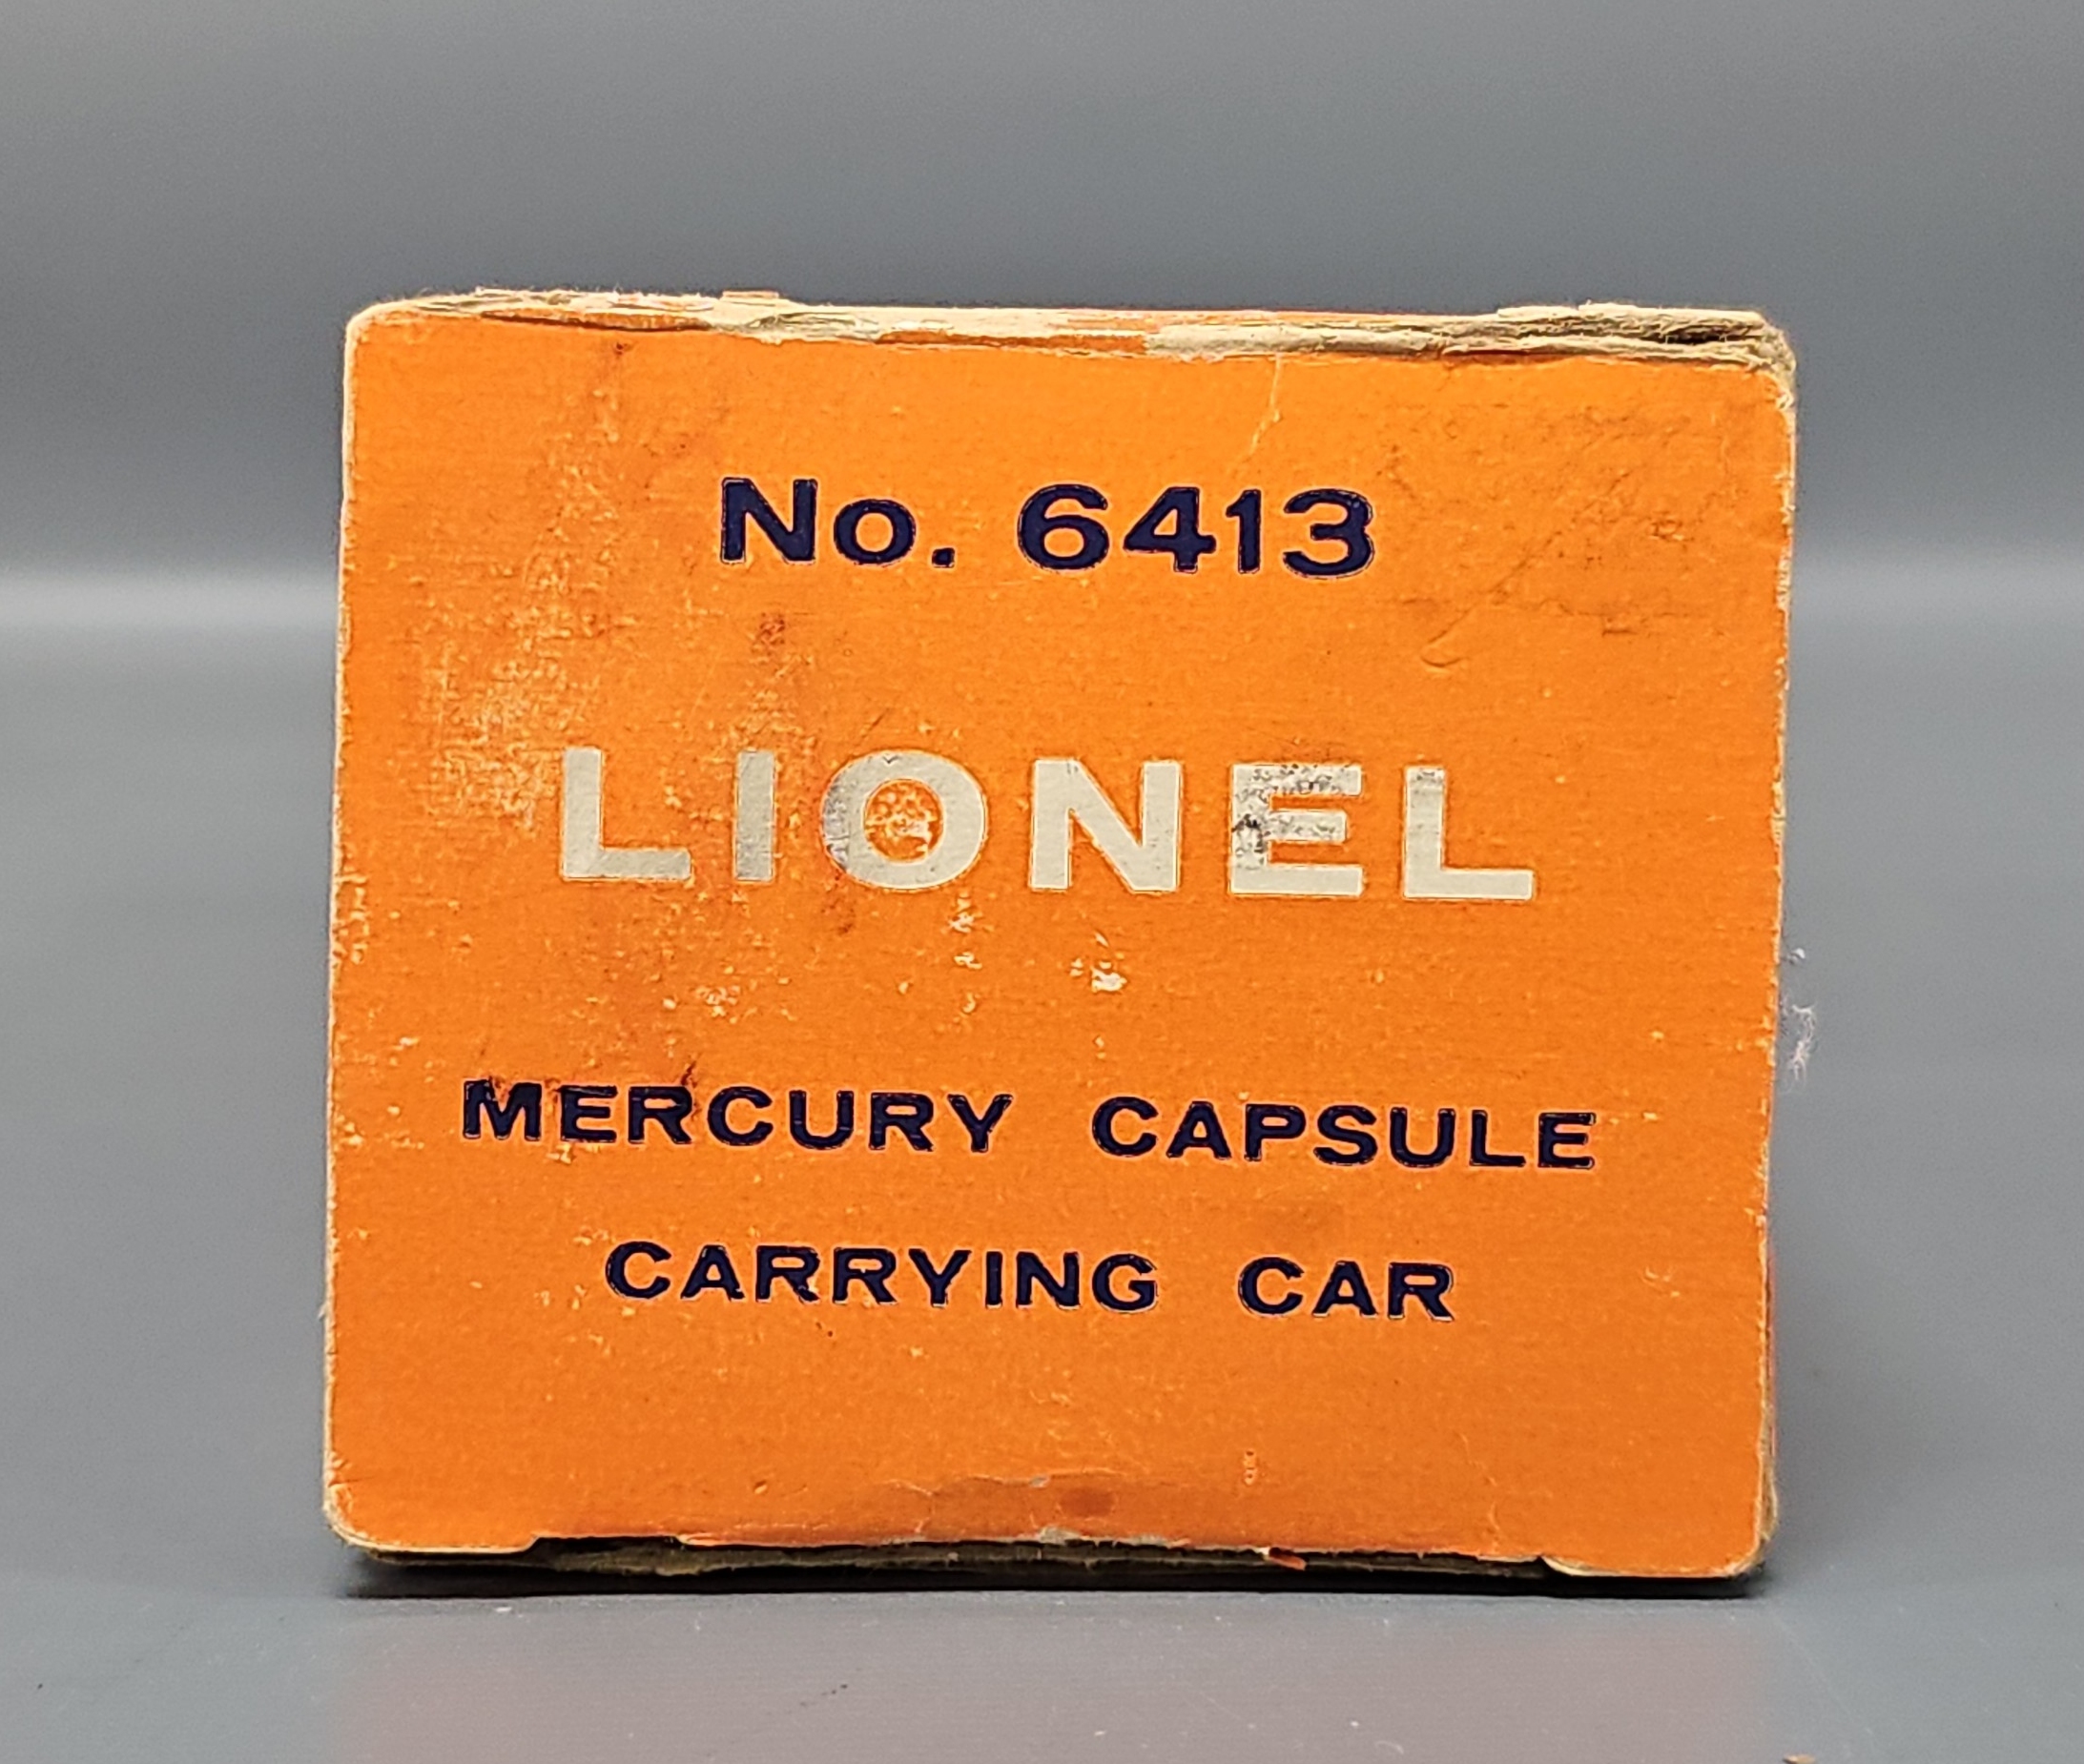 No. 6413
LIONEL
MERCURY CAPSULE
CARRYING CAR